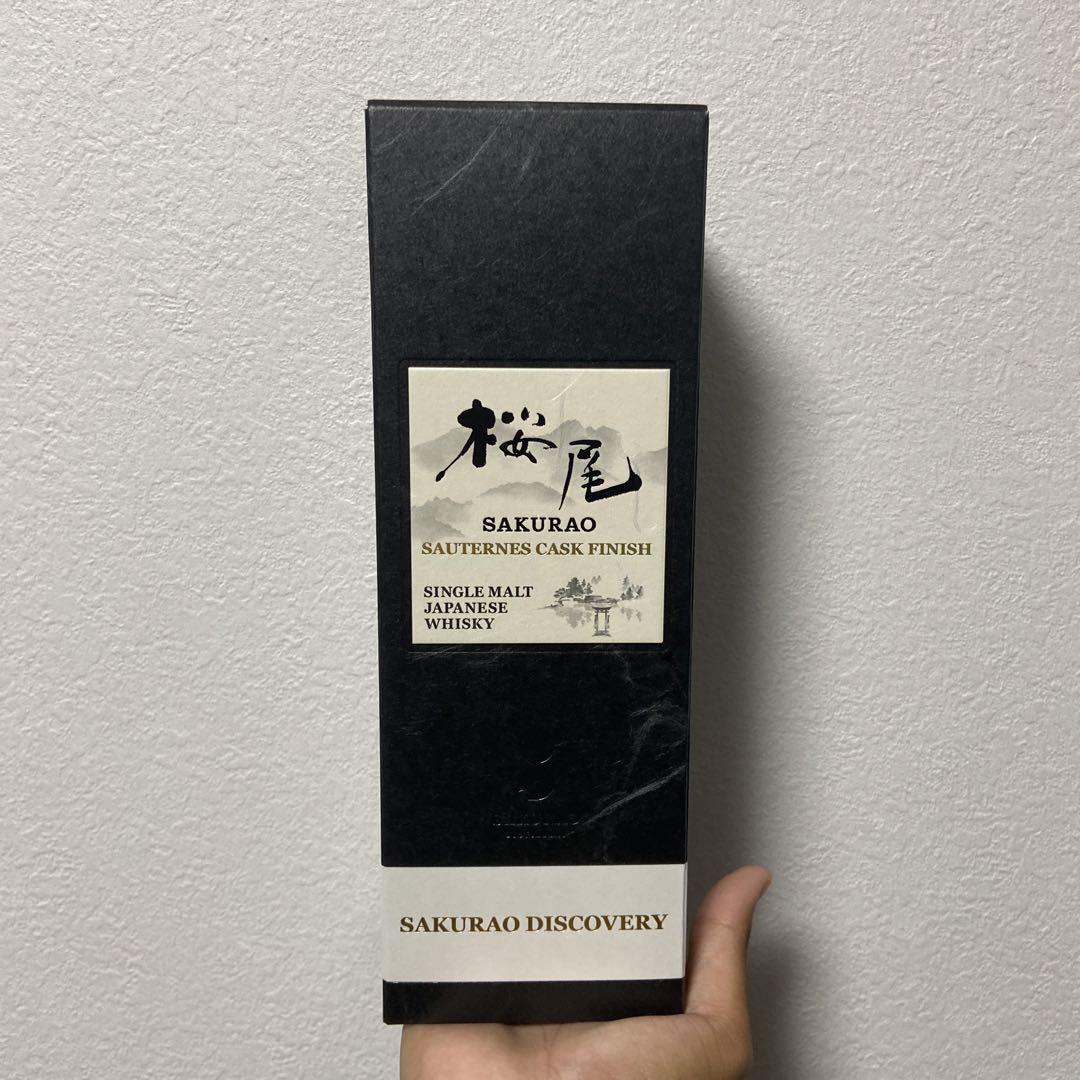 桜尾
SAKURAO
SAUTERNES CASK FINISH
SINGLE MALT
JAPANESE
WHISKY
SAKURAO DISCOVERY